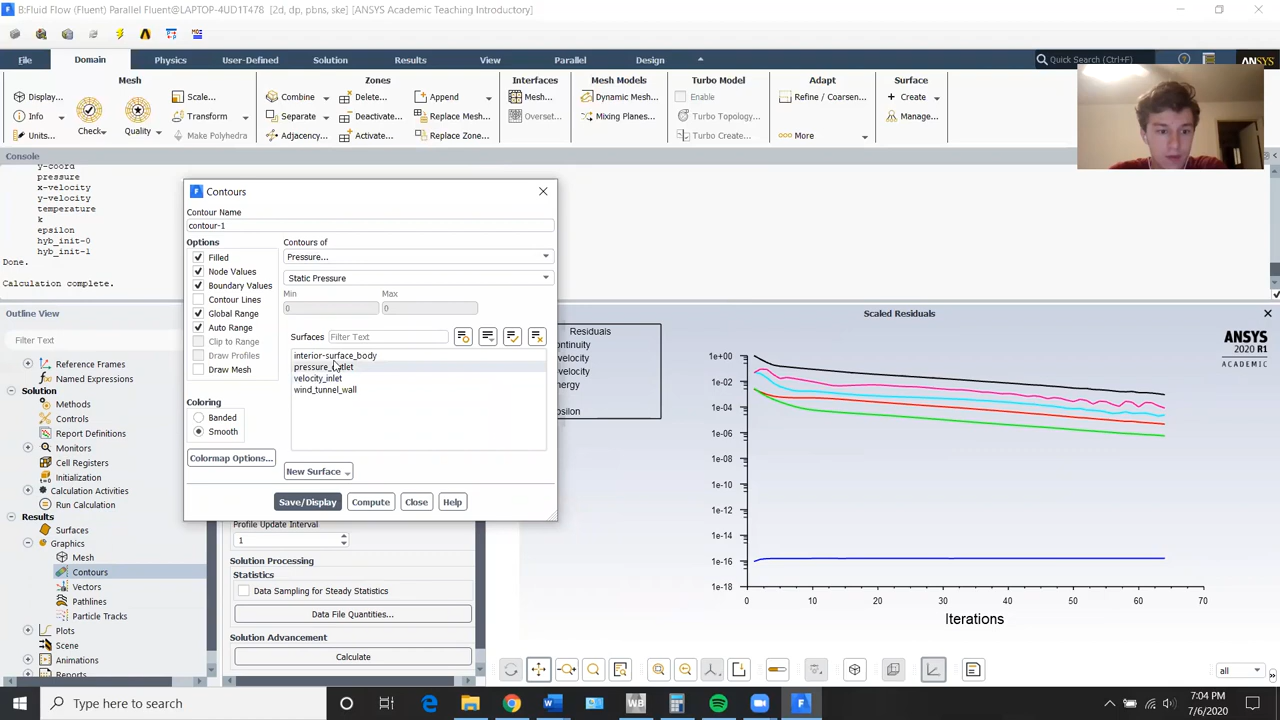 B:Fluid Flow (Fluent) Parallel Fluent@LAPTOP-4UD1T478 [2d, dp, pbns, ske] [ANSYS Academic Teaching Introductory]
File Domain Physics User-Defined Solution Results View Parallel Design Quick Search (Ctrl+F) ANSYS
Mesh Zones Interfaces Mesh Models Turbo Model Adapt Surface
Display... Scale... Combine Delete... Append Mesh... Dynamic Mesh... Enable Refine / Coarsen... Create
Info Transform Separate Deactivate... Replace Mesh... Overset... Mixing Planes... Turbo Topology... Manage...
Units... Check Quality Make Polyhedra Adjacency... Activate... Replace Zone... Turbo Create... More
Console
y-coord
pressure
x-velocity
y-velocity
temperature
k
epsilon
hyb_init-0
hyb_init-1
Done.
Calculation complete.
Outline View
Filter Text
Reference Frames
Named Expressions
Solution
Methods
Controls
Report Definitions
Monitors
Cell Registers
Initialization
Calculation Activities
Run Calculation
Results
Surfaces
Graphics
Mesh
Contours
Vectors
Pathlines
Particle Tracks
Plots
Scene
Animations
Reports
Contours
Contour Name
contour-1
Options
Filled
Node Values
Boundary Values
Contour Lines
Global Range
Auto Range
Clip to Range
Draw Profiles
Draw Mesh
Coloring
Banded
Smooth
Colormap Options...
Contours of
Pressure...
Static Pressure
Min Max
0 0
Surfaces Filter Text
interior-surface_body
pressure_outlet
velocity_inlet
wind_tunnel_wall
New Surface
Save/Display Compute Close Help
Profile Update Interval
1
Solution Processing
Statistics
Data Sampling for Steady Statistics
Data File Quantities...
Solution Advancement
Calculate
Scaled Residuals
Residuals
ontinuity
velocity
velocity
nergy
psilon
ANSYS
2020 R1
ACADEMIC
1e+00
1e-02
1e-04
1e-06
1e-08
1e-10
1e-12
1e-14
1e-16
1e-18
0 10 20 30 40 50 60 70
Iterations
all
Type here to search
7:04 PM
7/6/2020